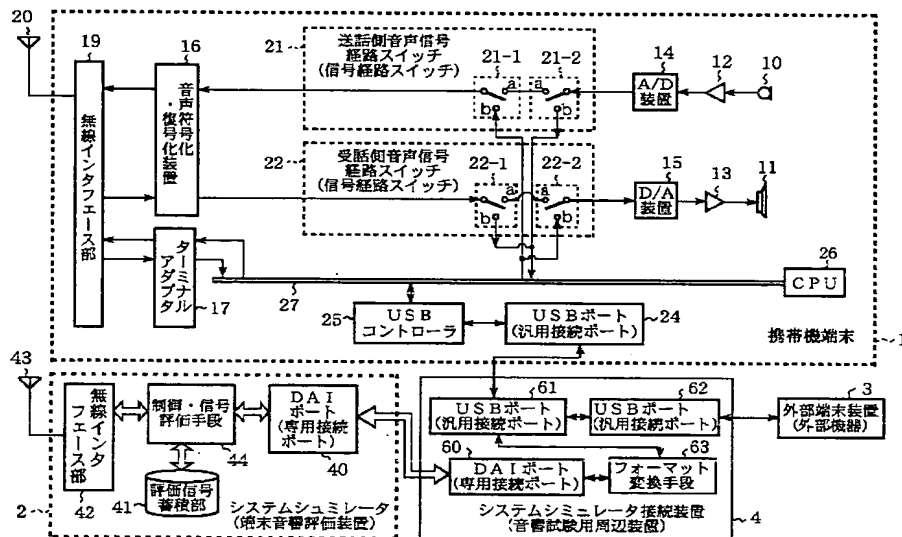 20
19
無線インタフェース部
16
音声符号化
・復号化装置
21
送話側音声信号
経路スイッチ
(信号経路スイッチ)
21-1
21-2
a
a
b
b
14
A/D
装置
12
10
22
受話側音声信号
経路スイッチ
(信号経路スイッチ)
22-1
22-2
a
a
b
b
15
D/A
装置
13
11
ターミナル
アダプタ
17
27
26
CPU
25
USB
コントローラ
USBポート
(汎用接続ポート)
24
携帯機端末
1
43
無線インタ
フェース部
42
制御・信号
評価手段
44
評価信号
蓄積部
41
DAI
ポート
(専用接続
ポート)
40
2
システムシュミレータ
(端末音響評価装置)
61
USBポート
(汎用接続ポート)
62
USBポート
(汎用接続ポート)
3
外部端末装置
(外部機器)
60
DAIポート
(専用接続ポート)
63
フォーマット
変換手段
システムシミュレータ接続装置
(音響試験用周辺装置)
4